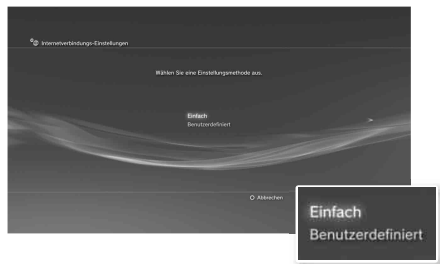 Internetverbindungs-Einstellungen
Wählen Sie eine Einstellungsmethode aus.
Einfach
Benutzerdefiniert
Abbrechen
Einfach
Benutzerdefiniert